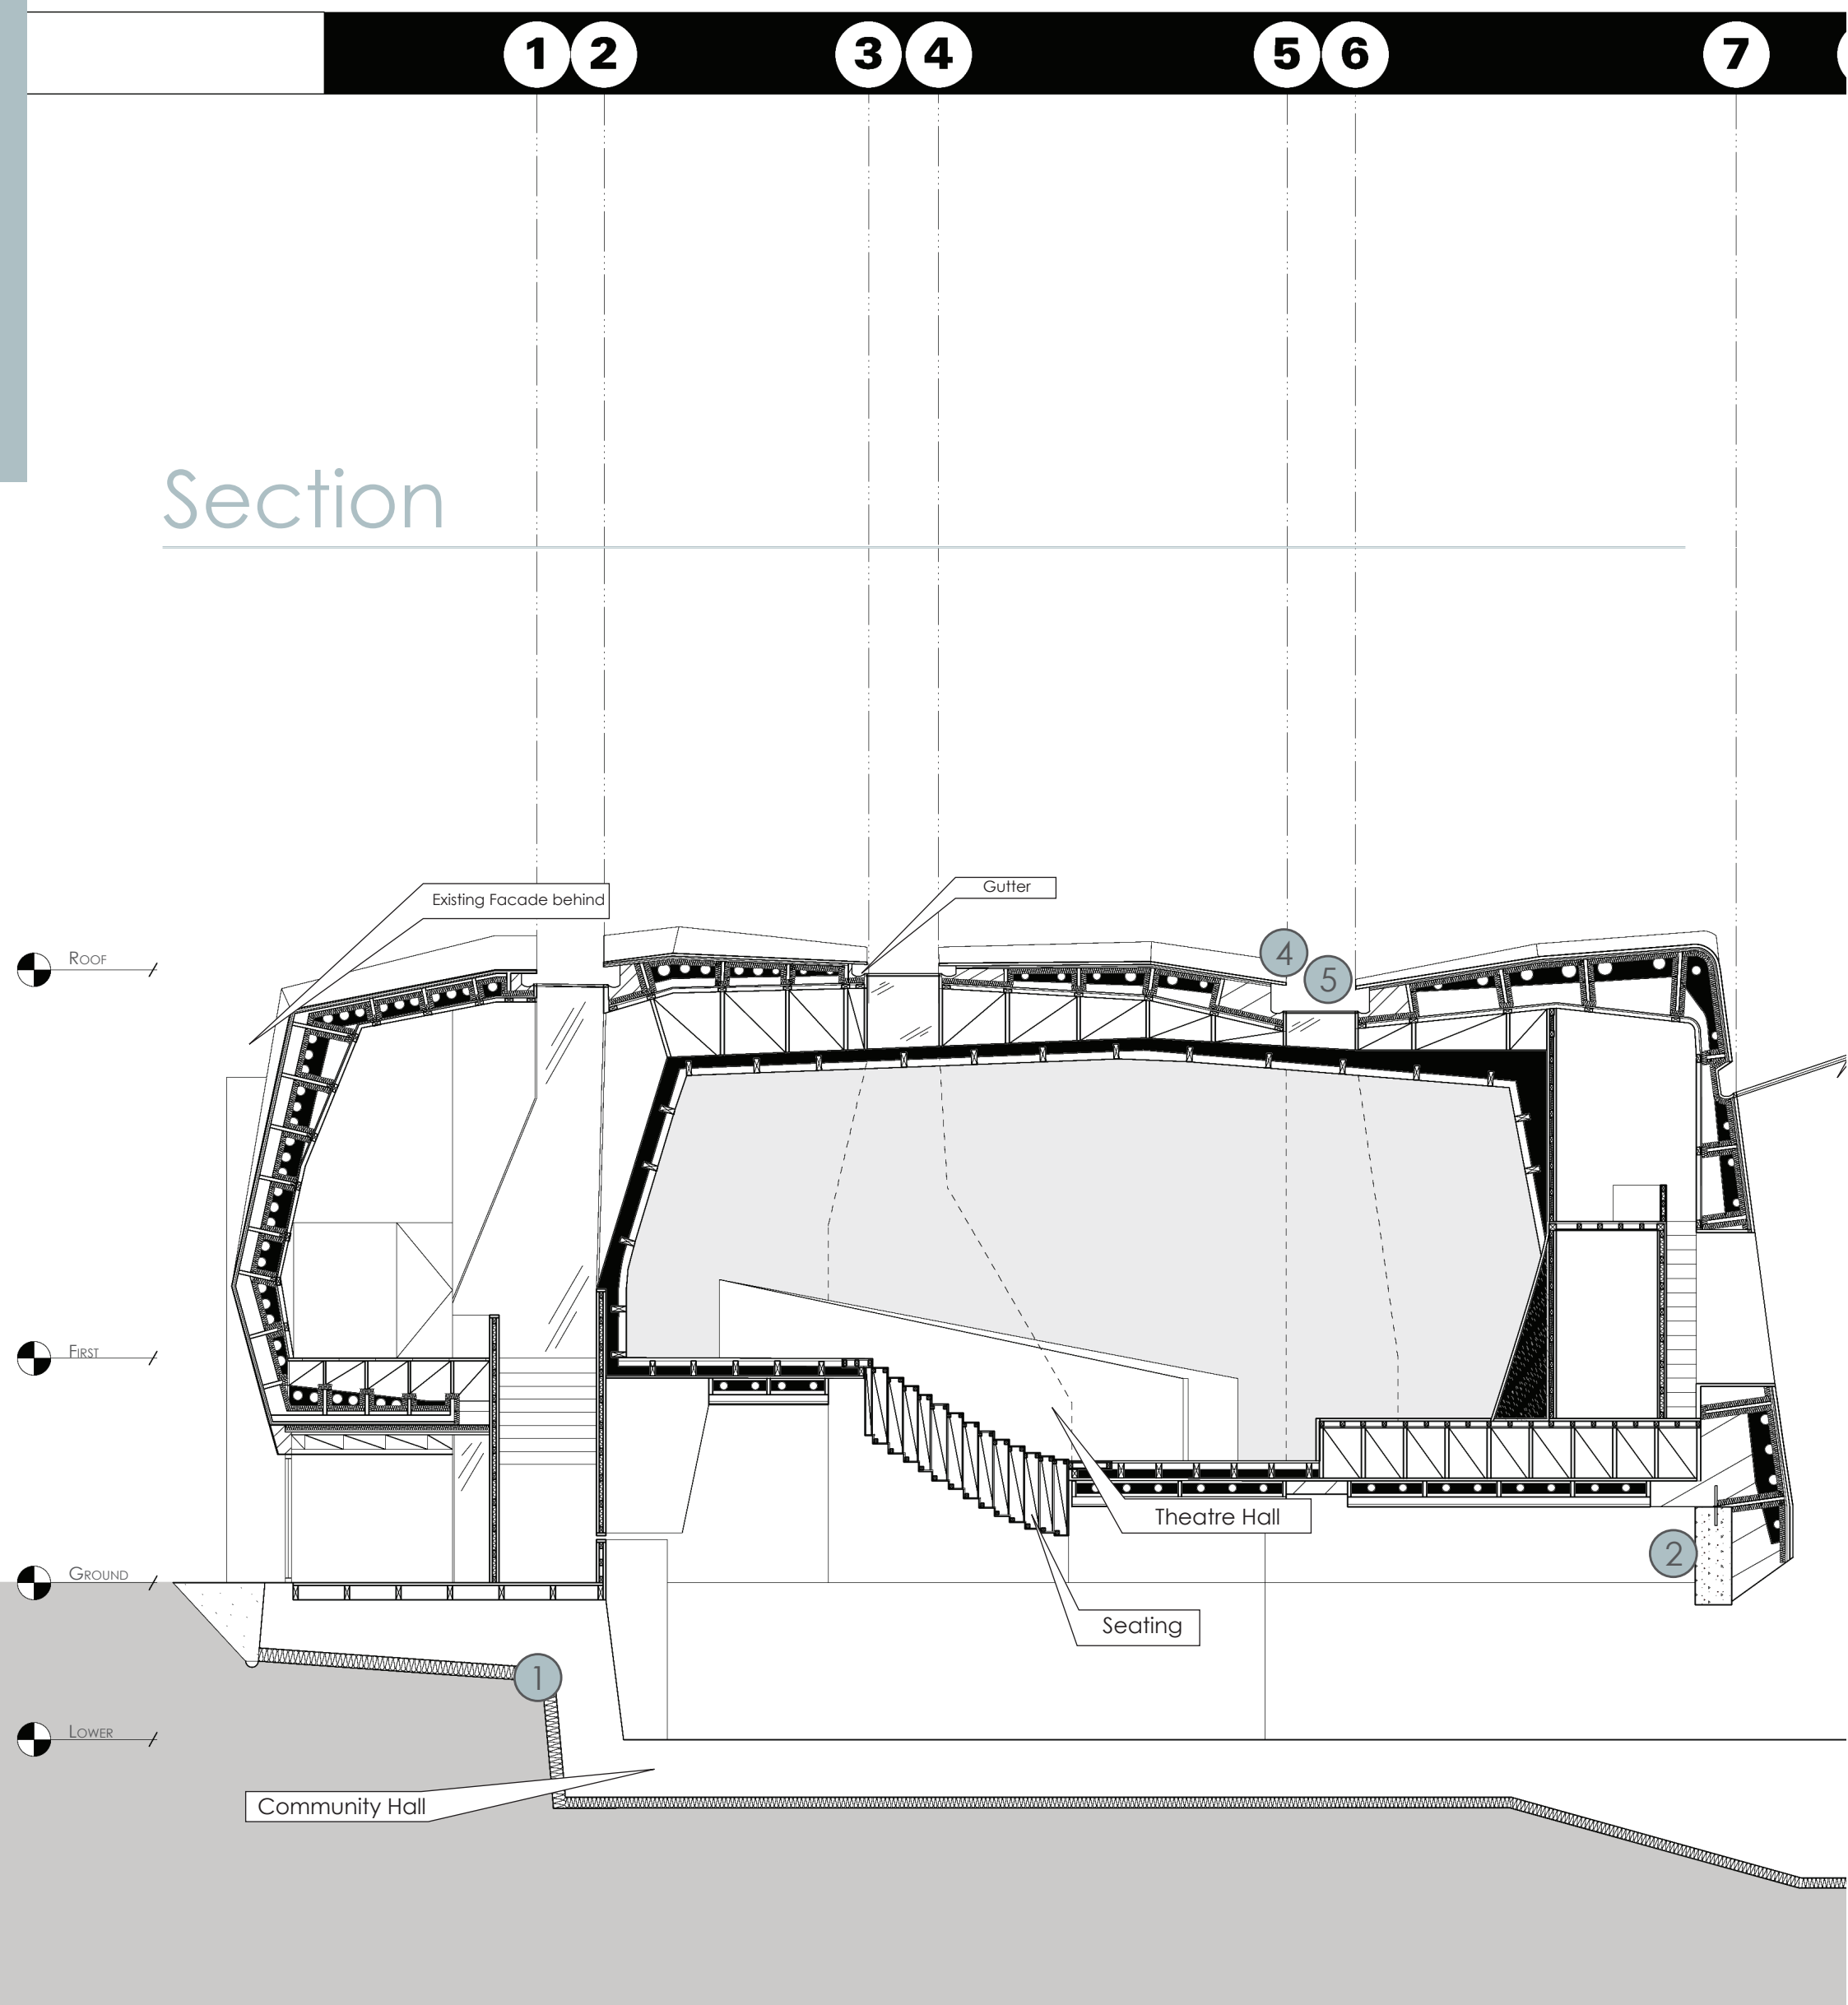 1 2 3 4 5 6 7
Section
Existing Facade behind
Gutter
Roof
4
5
First
Theatre Hall
2
Ground
Seating
1
Lower
Community Hall